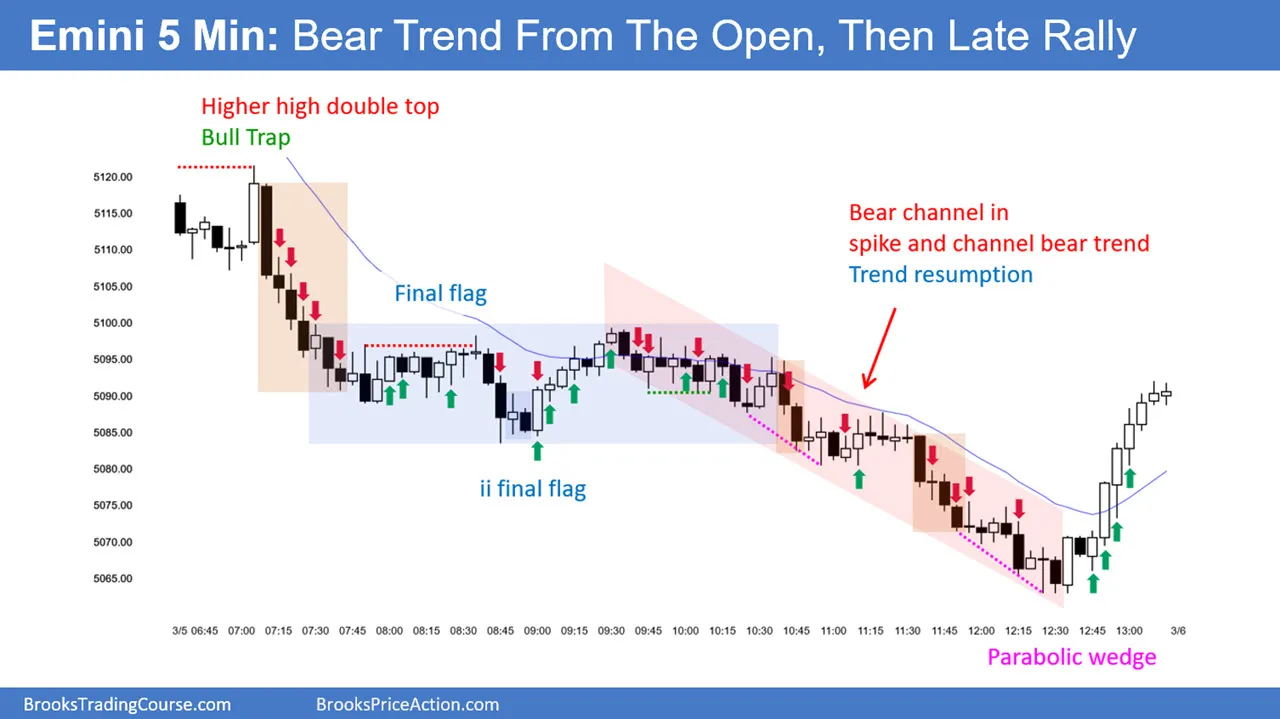 Emini 5 Min: Bear Trend From The Open, Then Late Rally
Higher high double top
Bull Trap
5120.00
5115.00
5110.00
5105.00
5100.00
5095.00
5090.00
5085.00
5080.00
5075.00
5070.00
5065.00
Final flag
ii final flag
Bear channel in
spike and channel bear trend
Trend resumption
3/5 06:45 07:00 07:15 07:30 07:45 08:00 08:15 08:30 08:45 09:00 09:15 09:30 09:45 10:00 10:15 10:30 10:45 11:00 11:15 11:30 11:45 12:00 12:15 12:30 12:45 13:00 3/6
Parabolic wedge
BrooksTradingCourse.com BrooksPriceAction.com